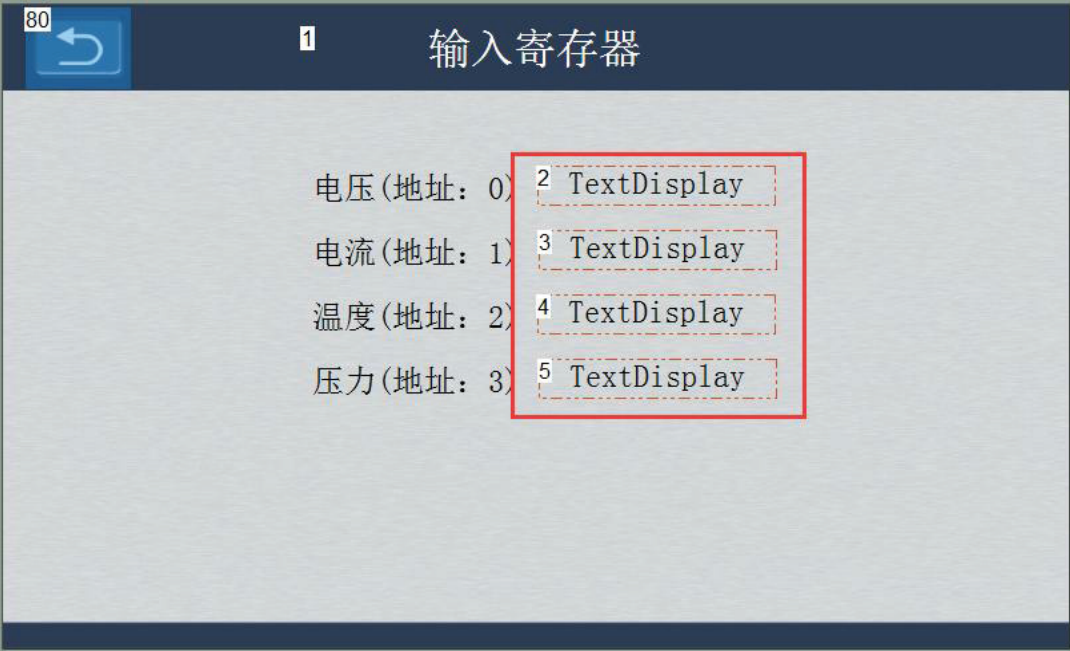 80
1 输入寄存器
电压(地址：0) 2 TextDisplay
电流(地址：1) 3 TextDisplay
温度(地址：2) 4 TextDisplay
压力(地址：3) 5 TextDisplay